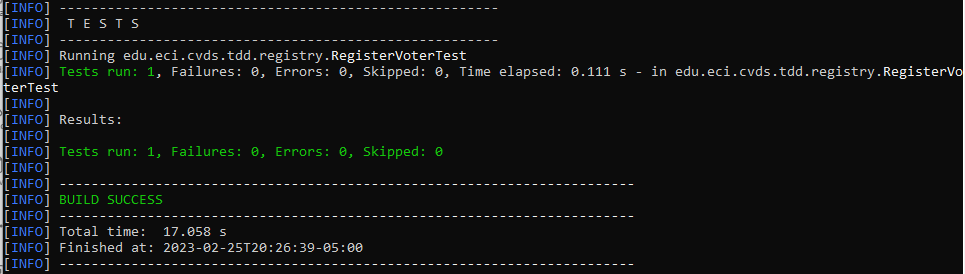 [INFO] -------------------------------------------------------
[INFO]  T E S T S
[INFO] -------------------------------------------------------
[INFO] Running edu.eci.cvds.tdd.registry.RegisterVoterTest
[INFO] Tests run: 1, Failures: 0, Errors: 0, Skipped: 0, Time elapsed: 0.111 s - in edu.eci.cvds.tdd.registry.RegisterVo
terTest
[INFO]
[INFO] Results:
[INFO]
[INFO] Tests run: 1, Failures: 0, Errors: 0, Skipped: 0
[INFO]
[INFO] ------------------------------------------------------------------------
[INFO] BUILD SUCCESS
[INFO] ------------------------------------------------------------------------
[INFO] Total time:  17.058 s
[INFO] Finished at: 2023-02-25T20:26:39-05:00
[INFO] ------------------------------------------------------------------------